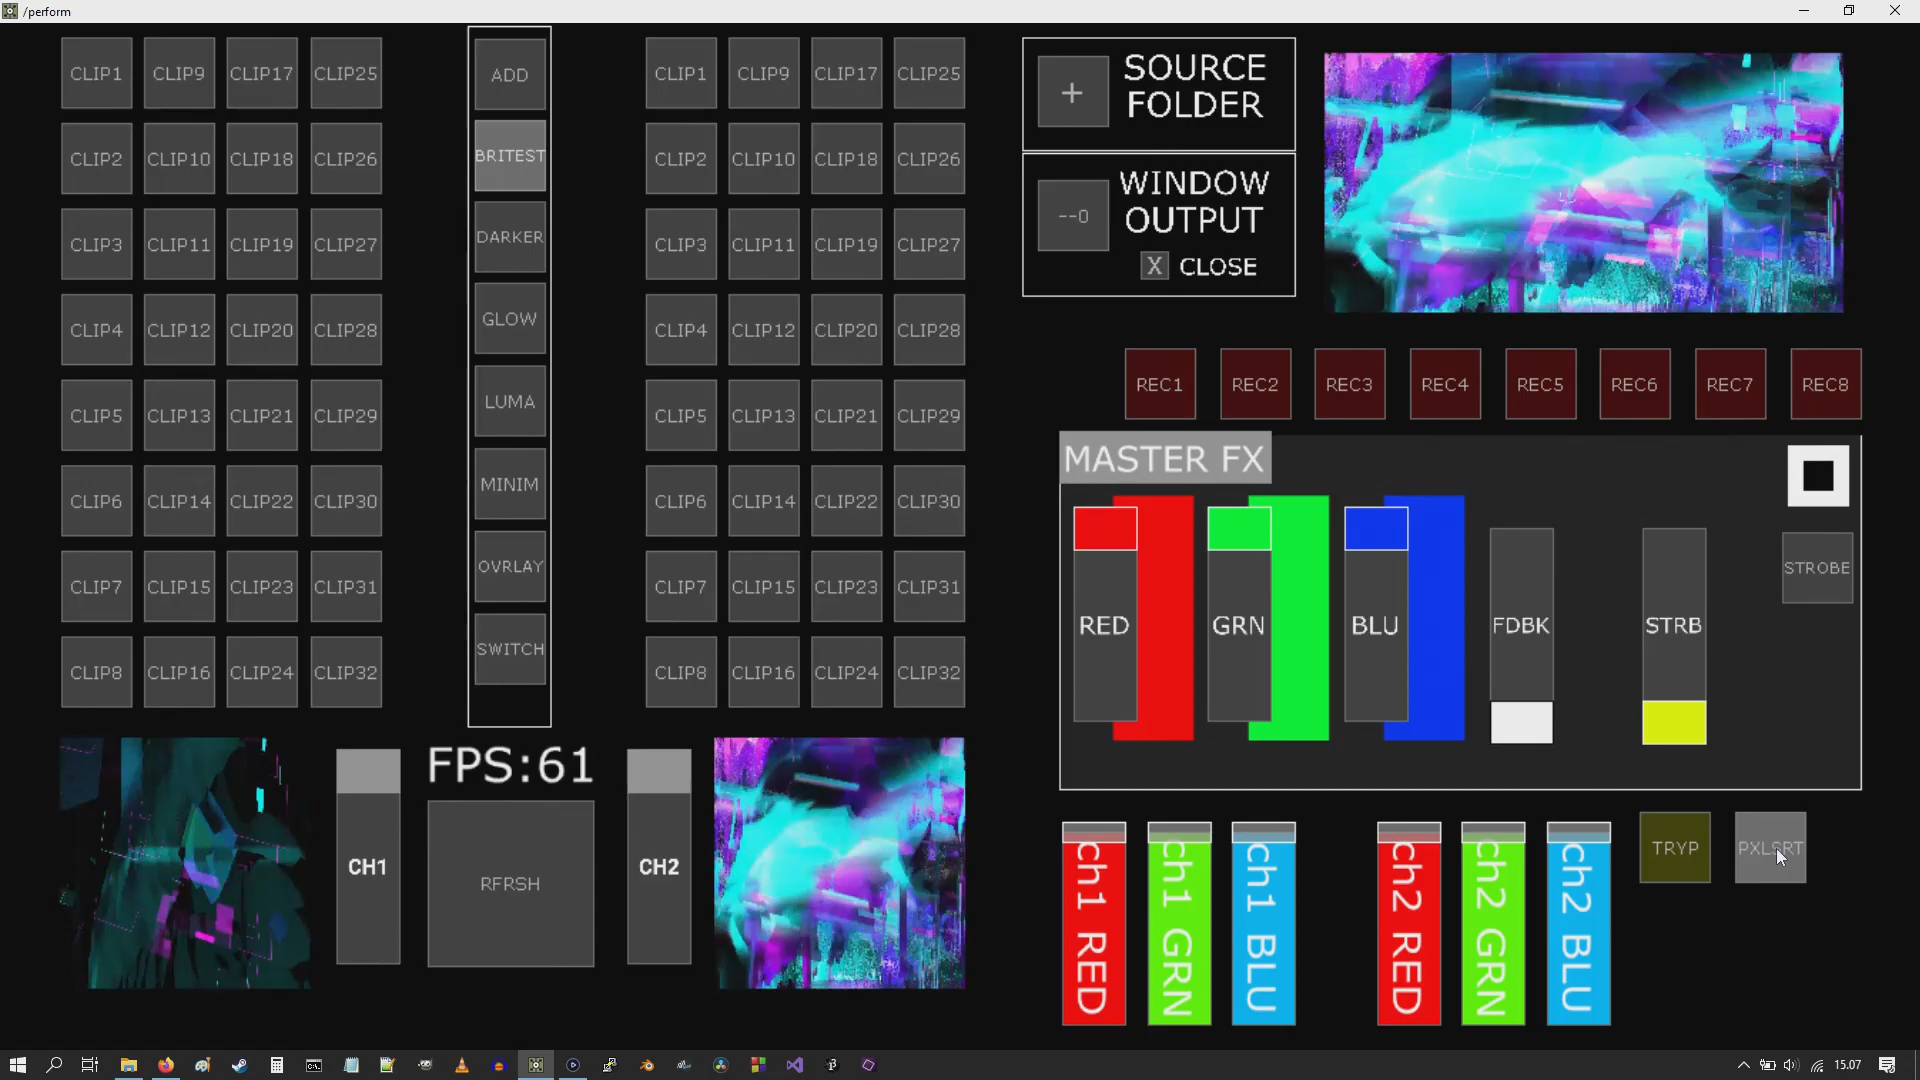 /perform
CLIP1 CLIP9 CLIP17 CLIP25
CLIP2 CLIP10 CLIP18 CLIP26
CLIP3 CLIP11 CLIP19 CLIP27
CLIP4 CLIP12 CLIP20 CLIP28
CLIP5 CLIP13 CLIP21 CLIP29
CLIP6 CLIP14 CLIP22 CLIP30
CLIP7 CLIP15 CLIP23 CLIP31
CLIP8 CLIP16 CLIP24 CLIP32
ADD
BRITEST
DARKER
GLOW
LUMA
MINIM
OVRLAY
SWITCH
CLIP1 CLIP9 CLIP17 CLIP25
CLIP2 CLIP10 CLIP18 CLIP26
CLIP3 CLIP11 CLIP19 CLIP27
CLIP4 CLIP12 CLIP20 CLIP28
CLIP5 CLIP13 CLIP21 CLIP29
CLIP6 CLIP14 CLIP22 CLIP30
CLIP7 CLIP15 CLIP23 CLIP31
CLIP8 CLIP16 CLIP24 CLIP32
CH1
FPS:61
RFRSH
CH2
+
SOURCE
FOLDER
--0
WINDOW
OUTPUT
X CLOSE
REC1 REC2 REC3 REC4 REC5 REC6 REC7 REC8
MASTER FX
RED GRN BLU FDBK STRB
STROBE
ch1 RED
ch1 GRN
ch1 BLU
ch2 RED
ch2 GRN
ch2 BLU
TRYP
PXLSRT
15.07